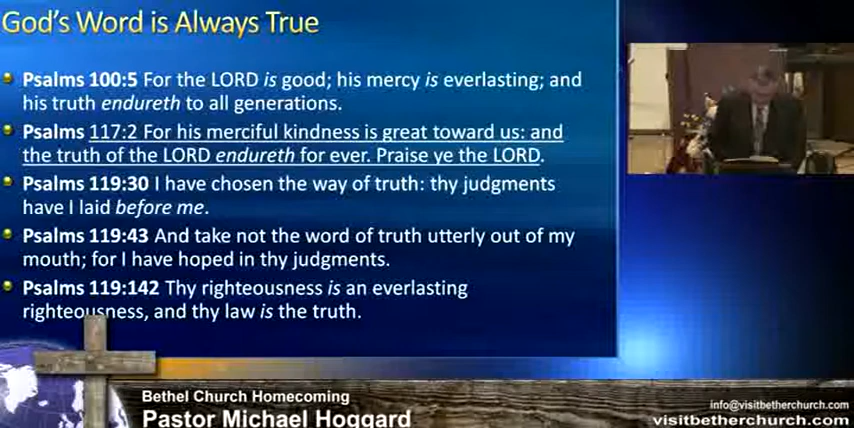 God's Word is Always True
Psalms 100:5 For the LORD is good; his mercy is everlasting; and
his truth endureth to all generations.
Psalms 117:2 For his merciful kindness is great toward us: and
the truth of the LORD endureth for ever. Praise ye the LORD.
Psalms 119:30 I have chosen the way of truth: thy judgments
have I laid before me.
Psalms 119:43 And take not the word of truth utterly out of my
mouth; for I have hoped in thy judgments.
Psalms 119:142 Thy righteousness is an everlasting
righteousness, and thy law is the truth.
Bethel Church Homecoming
Pastor Michael Hoggard
info@visitbetherchurch.com
visitbetherchurch.com